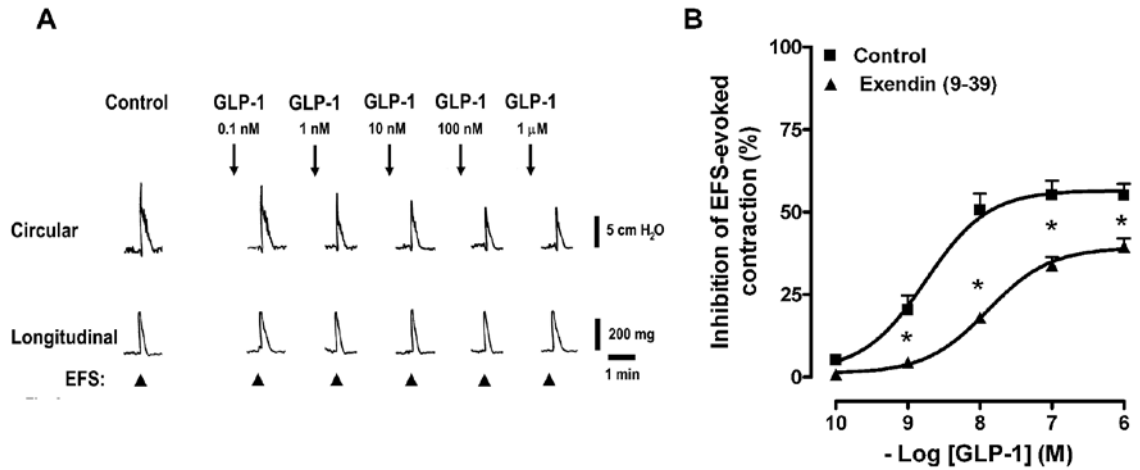 A
Control
GLP-1 GLP-1 GLP-1 GLP-1 GLP-1
0.1 nM 1 nM 10 nM 100 nM 1 μM
Circular
5 cm H₂O
Longitudinal
200 mg
1 min
EFS:
B
Control
Exendin (9-39)
Inhibition of EFS-evoked
contraction (%)
100
75
50
25
0
*
*
*
*
10 9 8 7 6
- Log [GLP-1] (M)